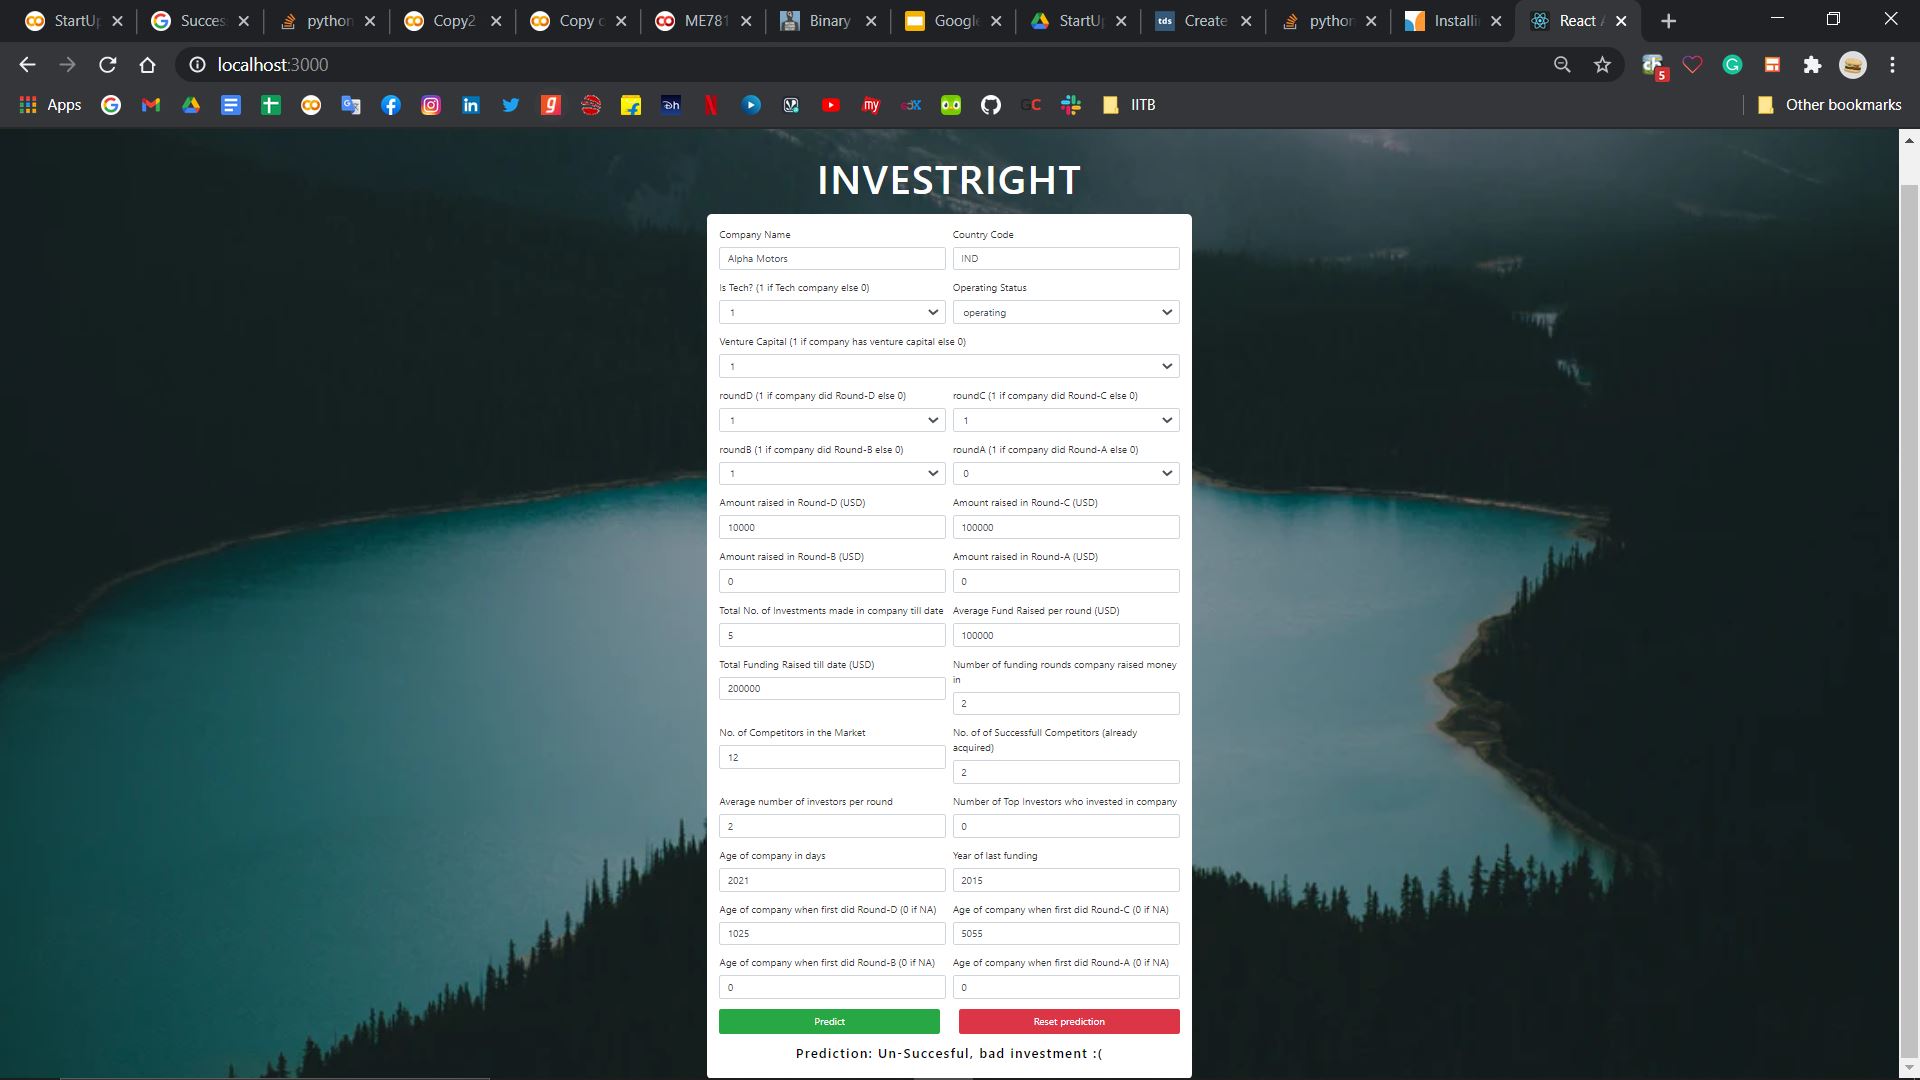 StartUp
Succes
python
Copy2
Copy o
ME781
Binary
Google
StartUp
tds
Create
python
Installi
React A
localhost:3000
5
Apps
IITB
Other bookmarks
INVESTRIGHT
Company Name
Country Code
Alpha Motors
IND
Is Tech? (1 if Tech company else 0)
Operating Status
1
operating
Venture Capital (1 if company has venture capital else 0)
1
roundD (1 if company did Round-D else 0)
roundC (1 if company did Round-C else 0)
1
1
roundB (1 if company did Round-B else 0)
roundA (1 if company did Round-A else 0)
1
0
Amount raised in Round-D (USD)
Amount raised in Round-C (USD)
10000
100000
Amount raised in Round-B (USD)
Amount raised in Round-A (USD)
0
0
Total No. of Investments made in company till date
Average Fund Raised per round (USD)
5
100000
Total Funding Raised till date (USD)
Number of funding rounds company raised money
in
200000
2
No. of Competitors in the Market
No. of of Successfull Competitors (already
acquired)
12
2
Average number of investors per round
Number of Top Investors who invested in company
2
0
Age of company in days
Year of last funding
2021
2015
Age of company when first did Round-D (0 if NA)
Age of company when first did Round-C (0 if NA)
1025
5055
Age of company when first did Round-B (0 if NA)
Age of company when first did Round-A (0 if NA)
0
0
Predict
Reset prediction
Prediction: Un-Succesful, bad investment :(